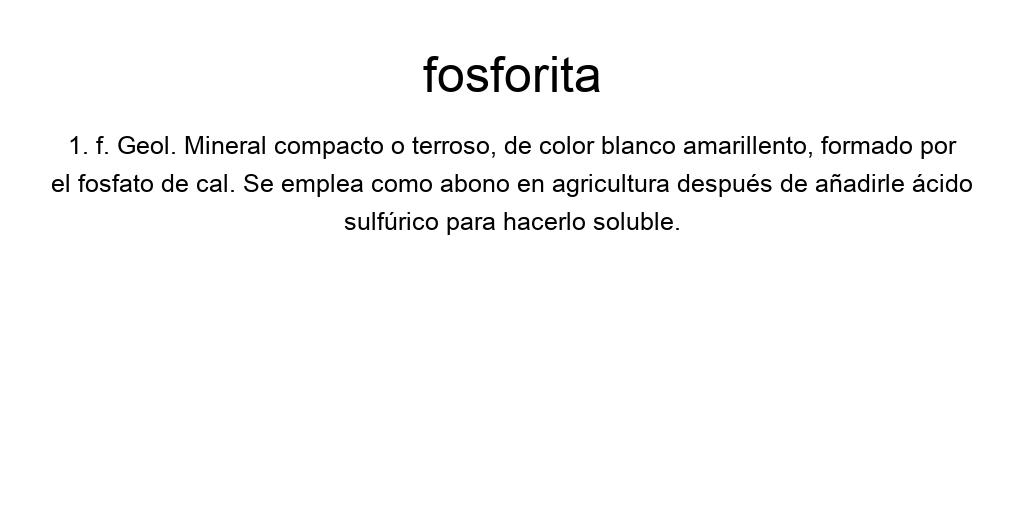 fosforita
1. f. Geol. Mineral compacto o terroso, de color blanco amarillento, formado por
el fosfato de cal. Se emplea como abono en agricultura después de añadirle ácido
sulfúrico para hacerlo soluble.